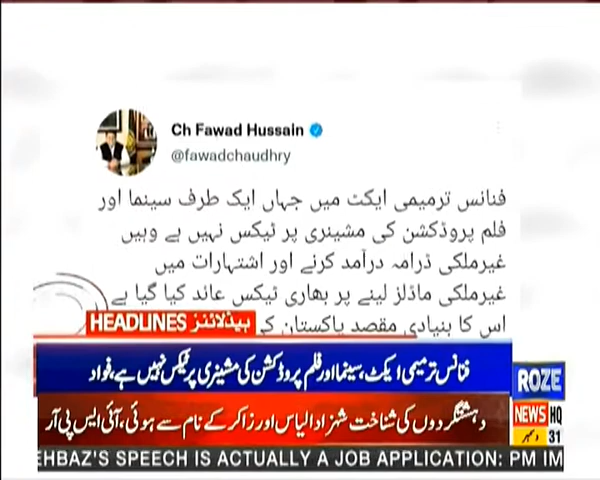 Ch Fawad Hussain
@fawadchaudhry
فنانس ترمیمی ایکٹ میں جہاں ایک طرف سینما اور
فلم پروڈکشن کی مشینری پر ٹیکس نہیں ہے وہیں
غیرملکی ڈرامہ درآمد کرنے اور اشتہارات میں
غیرملکی ماڈلز لینے پر بھاری ٹیکس عائد کیا گیا ہے
اس کا بنیادی مقصد پاکستان کے
HEADLINES ہیڈلائنز
فنانس ترمیمی ایکٹ، سینما اور فلم پروڈکشن کی مشینری پر ٹیکس نہیں ہے، فواد
دہشتگردوں کی شناخت شہزاد الیاس اور زاکر کے نام سے ہوئی، آئی ایس پی آر
ROZE
NEWS HQ
31 دسمبر
EHBAZ'S SPEECH IS ACTUALLY A JOB APPLICATION: PM IM